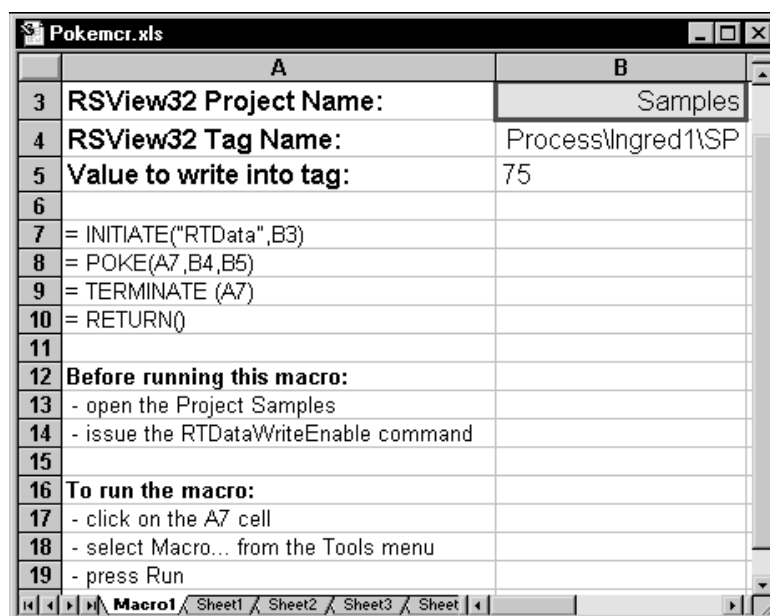 Pokemcr.xls
A B
3 RSView32 Project Name: Samples
4 RSView32 Tag Name: Process\Ingred1\SP
5 Value to write into tag: 75
6
7 = INITIATE("RTData",B3)
8 = POKE(A7,B4,B5)
9 = TERMINATE (A7)
10 = RETURN()
11
12 Before running this macro:
13 - open the Project Samples
14 - issue the RTDataWriteEnable command
15
16 To run the macro:
17 - click on the A7 cell
18 - select Macro... from the Tools menu
19 - press Run
Macro1 Sheet1 Sheet2 Sheet3 Sheet